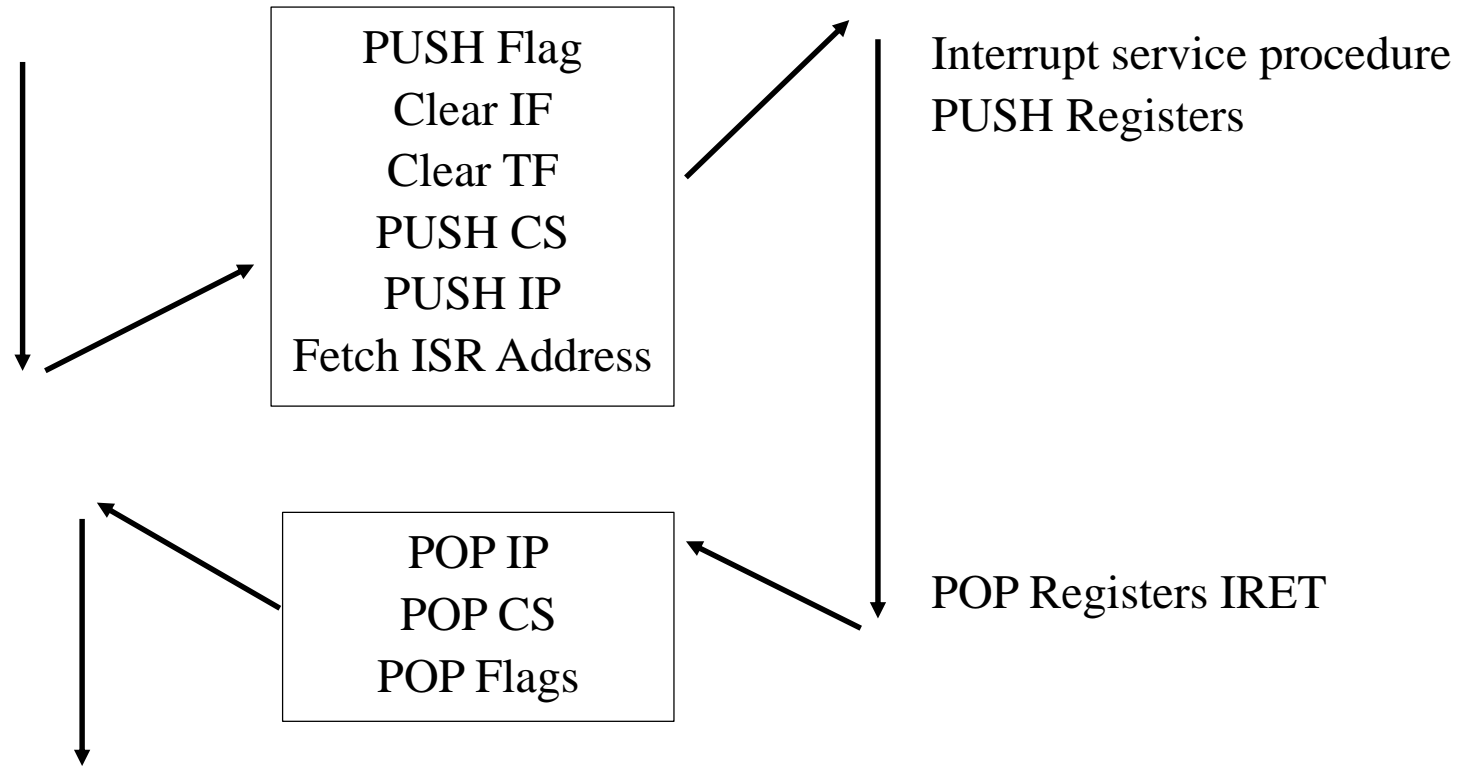 PUSH Flag
Clear IF
Clear TF
PUSH CS
PUSH IP
Fetch ISR Address
Interrupt service procedure
PUSH Registers
POP Registers IRET
POP IP
POP CS
POP Flags